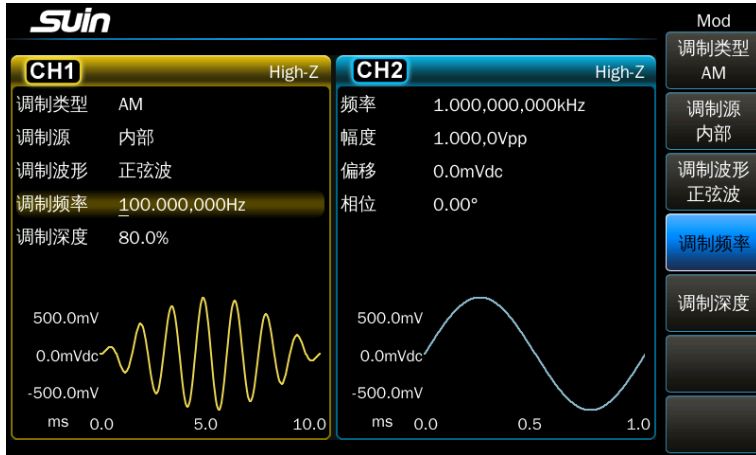 Suin
Mod
CH1 High-Z
调制类型 AM
调制源 内部
调制波形 正弦波
调制频率 100.000,000Hz
调制深度 80.0%
500.0mV
0.0mVdc
-500.0mV
ms 0.0 5.0 10.0
CH2 High-Z
频率 1.000,000,000kHz
幅度 1.000,0Vpp
偏移 0.0mVdc
相位 0.00°
500.0mV
0.0mVdc
-500.0mV
ms 0.0 0.5 1.0
调制类型
AM
调制源
内部
调制波形
正弦波
调制频率
调制深度